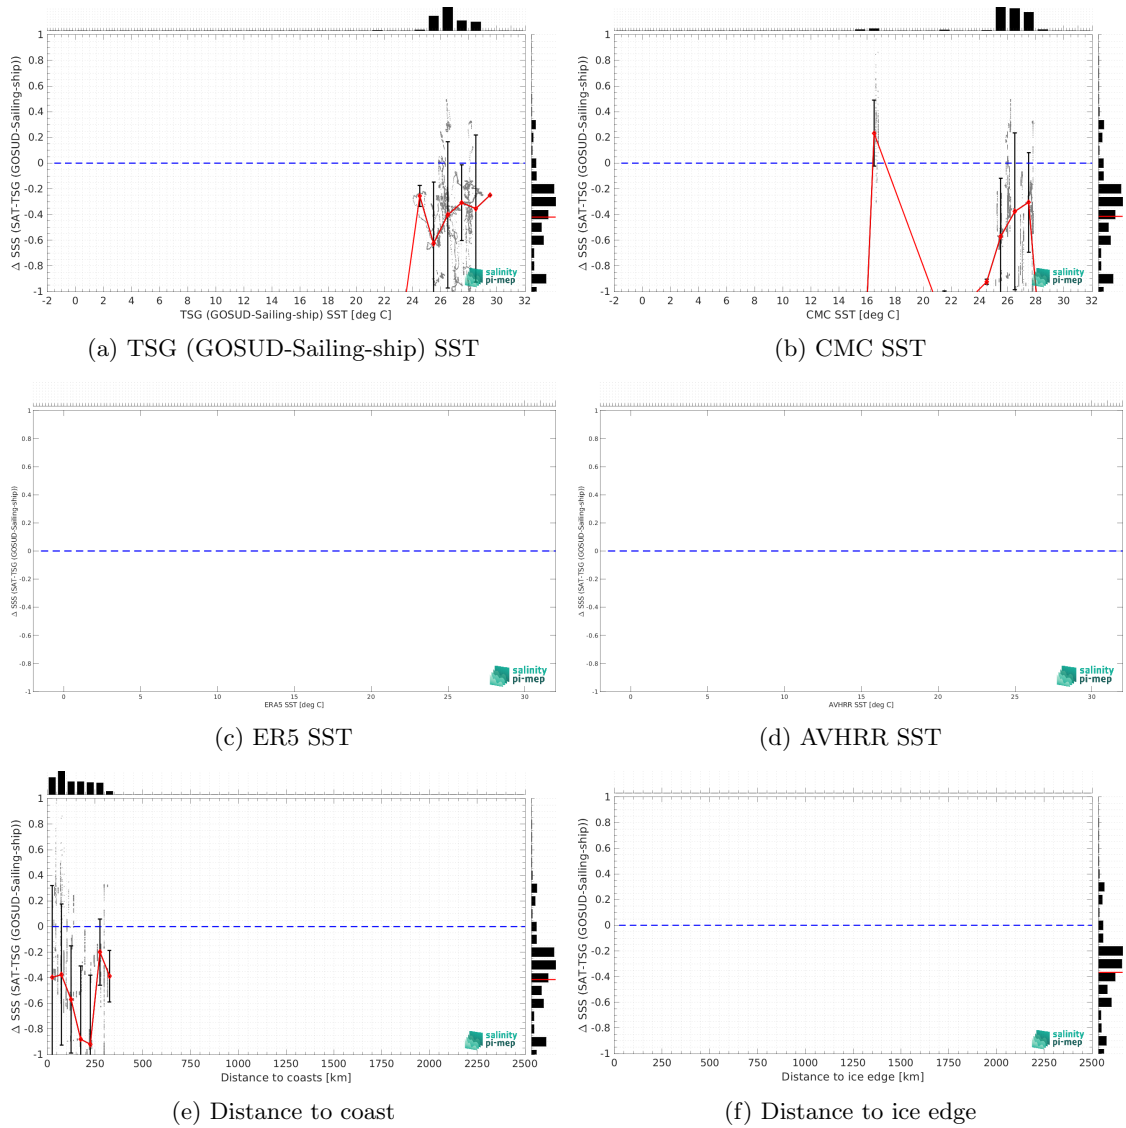 1
0.8
0.6
0.4
0.2
0
-0.2
-0.4
-0.6
-0.8
-1
Δ SSS (SAT-TSG (GOSUD-Sailing-ship))
-2 0 2 4 6 8 10 12 14 16 18 20 22 24 26 28 30 32
TSG (GOSUD-Sailing-ship) SST [deg C]
salinity
pi-mep
(a) TSG (GOSUD-Sailing-ship) SST
1
0.8
0.6
0.4
0.2
0
-0.2
-0.4
-0.6
-0.8
-1
Δ SSS (SAT-TSG (GOSUD-Sailing-ship))
-2 0 2 4 6 8 10 12 14 16 18 20 22 24 26 28 30 32
CMC SST [deg C]
salinity
pi-mep
(b) CMC SST
1
0.8
0.6
0.4
0.2
0
-0.2
-0.4
-0.6
-0.8
-1
Δ SSS (SAT-TSG (GOSUD-Sailing-ship))
0 5 10 15 20 25 30
ERA5 SST [deg C]
salinity
pi-mep
(c) ER5 SST
1
0.8
0.6
0.4
0.2
0
-0.2
-0.4
-0.6
-0.8
-1
Δ SSS (SAT-TSG (GOSUD-Sailing-ship))
0 5 10 15 20 25 30
AVHRR SST [deg C]
salinity
pi-mep
(d) AVHRR SST
1
0.8
0.6
0.4
0.2
0
-0.2
-0.4
-0.6
-0.8
-1
Δ SSS (SAT-TSG (GOSUD-Sailing-ship))
0 250 500 750 1000 1250 1500 1750 2000 2250 2500
Distance to coasts [km]
salinity
pi-mep
(e) Distance to coast
1
0.8
0.6
0.4
0.2
0
-0.2
-0.4
-0.6
-0.8
-1
Δ SSS (SAT-TSG (GOSUD-Sailing-ship))
0 250 500 750 1000 1250 1500 1750 2000 2250 2500
Distance to ice edge [km]
salinity
pi-mep
(f) Distance to ice edge